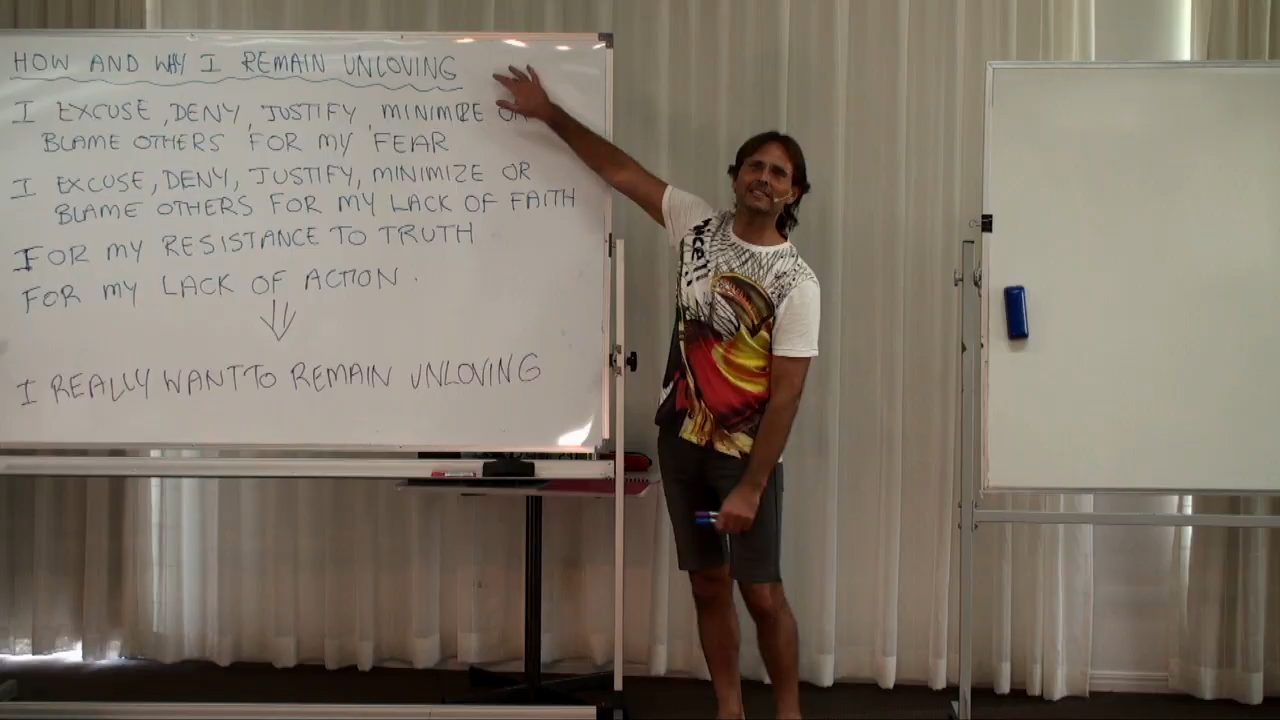 HOW AND WHY I REMAIN UNLOVING
I EXCUSE, DENY, JUSTIFY, MINIMIZE OR
BLAME OTHERS FOR MY FEAR
I EXCUSE, DENY, JUSTIFY, MINIMIZE OR
BLAME OTHERS FOR MY LACK OF FAITH
FOR MY RESISTANCE TO TRUTH
FOR MY LACK OF ACTION.
I REALLY WANT TO REMAIN UNLOVING